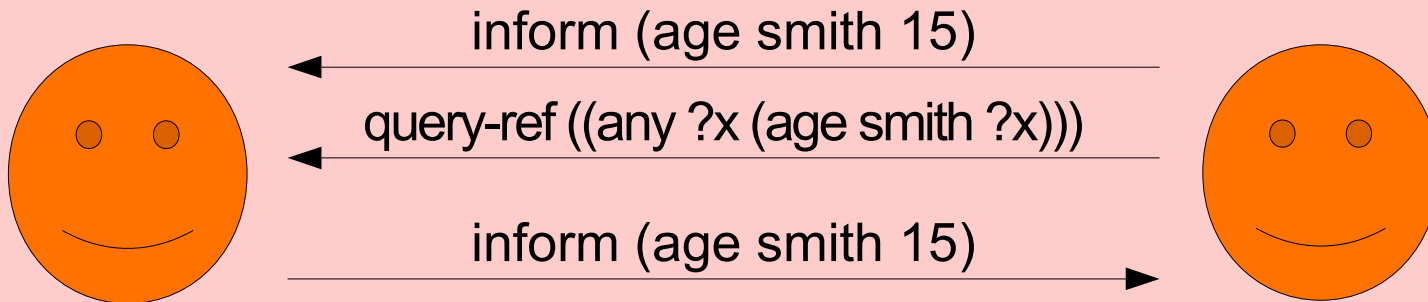 inform (age smith 15)
query-ref ((any ?x (age smith ?x)))
inform (age smith 15)